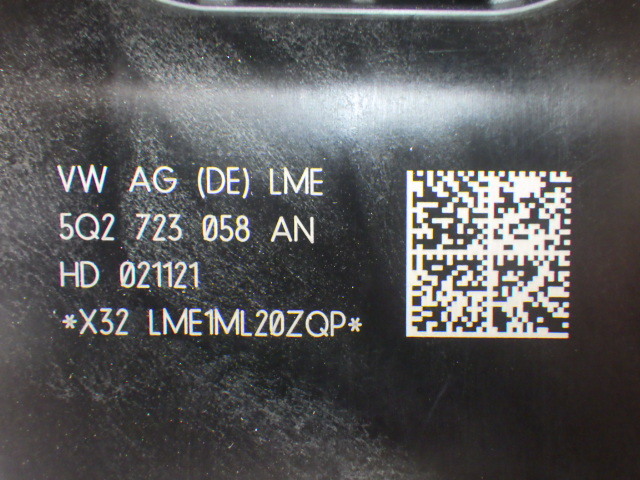 VW AG (DE) LME
5Q2 723 058 AN
HD 021121
*X32 LME1ML20ZQP*